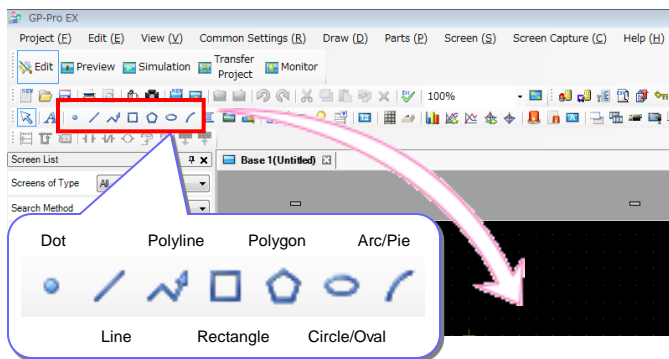 GP-Pro EX
Project (F) Edit (E) View (V) Common Settings (R) Draw (D) Parts (P) Screen (S) Screen Capture (C) Help (H)
Edit Preview Simulation Transfer Project Monitor
100%
Screen List Base 1(Untitled)
Screens of Type All
Search Method
Dot Polyline Polygon Arc/Pie
Line Rectangle Circle/Oval